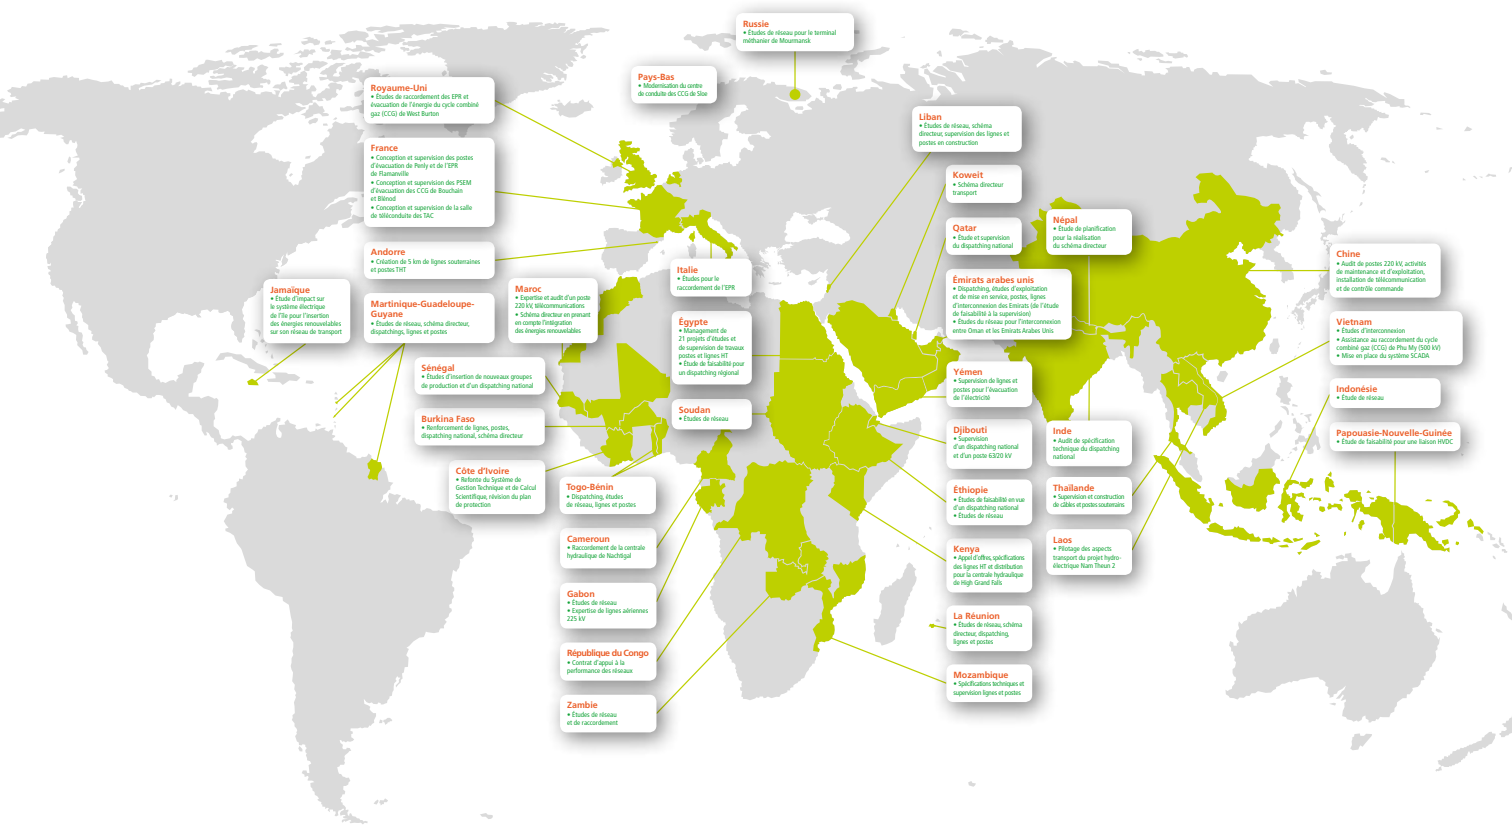 Russie
• Études de réseau pour le terminal
méthanier de Mourmansk
Pays-Bas
• Modernisation du centre
de conduite des CCG de Sloe
Royaume-Uni
• Études de raccordement des EPR et
évacuation de l'énergie du cycle combiné
gaz (CCG) de West Burton
France
• Conception et supervision des postes
d'évacuation de Penly et de l'EPR
de Flamanville
• Conception et supervision des PSEM
d'évacuation des CCG de Bouchain
et Blénod
• Conception et supervision de la salle
de téléconduite des TAC
Andorre
• Création de 5 km de lignes souterraines
et postes THT
Jamaïque
• Étude d'impact sur
le système électrique
de l'île pour l'insertion
des énergies renouvelables
sur son réseau de transport
Martinique-Guadeloupe-
Guyane
• Études de réseau, schéma directeur,
dispatchings, lignes et postes
Maroc
• Expertise et audit d'un poste
220 kV, télécommunications
• Schéma directeur en prenant
en compte l'intégration
des énergies renouvelables
Italie
• Études pour le
raccordement de l'EPR
Égypte
• Management de
21 projets d'études et
de supervision de travaux
postes et lignes HT
• Étude de faisabilité pour
un dispatching régional
Soudan
• Études de réseau
Sénégal
• Études d'insertion de nouveaux groupes
de production et d'un dispatching national
Burkina Faso
• Renforcement de lignes, postes,
dispatching national, schéma directeur
Côte d'Ivoire
• Refonte du Système de
Gestion Technique et de Calcul
Scientifique, révision du plan
de protection
Togo-Bénin
• Dispatching, études
de réseau, lignes et postes
Cameroun
• Raccordement de la centrale
hydraulique de Nachtigal
Gabon
• Études de réseau
• Expertise de lignes aériennes
225 kV
République du Congo
• Contrat d'appui à la
performance des réseaux
Zambie
• Études de réseau
et de raccordement
Liban
• Études de réseau, schéma
directeur, supervision des lignes et
postes en construction
Koweit
• Schéma directeur
transport
Qatar
• Étude et supervision
du dispatching national
Népal
• Étude de planification
pour la réalisation
du schéma directeur
Émirats arabes unis
• Dispatching, études d'exploitation
et de mise en service, postes, lignes
d'interconnexion des Emirats (de l'étude
de faisabilité à la supervision)
• Études du réseau pour l'interconnexion
entre Oman et les Emirats Arabes Unis
Yémen
• Supervision de lignes et
postes pour l'évacuation
de l'électricité
Djibouti
• Supervision
d'un dispatching national
et d'un poste 63/20 kV
Éthiopie
• Études de faisabilité en vue
d'un dispatching national
• Études de réseau
Kenya
• Appel d'offres, spécifications
des lignes HT et distribution
pour la centrale hydraulique
de High Grand Falls
La Réunion
• Études de réseau, schéma
directeur, dispatching,
lignes et postes
Mozambique
• Spécifications techniques et
supervision lignes et postes
Inde
• Audit de spécification
technique du dispatching
national
Thaïlande
• Supervision et construction
de câbles et postes souterrains
Laos
• Pilotage des aspects
transport du projet hydro-
électrique Nam Theun 2
Chine
• Audit de postes 220 kV, activités
de maintenance et d'exploitation,
installation de télécommunication
et de contrôle commande
Vietnam
• Études d'interconnexion
• Assistance au raccordement du cycle
combiné gaz (CCG) de Phu My (500 kV)
• Mise en place du système SCADA
Indonésie
• Étude de réseau
Papouasie-Nouvelle-Guinée
• Étude de faisabilité pour une liaison HVDC